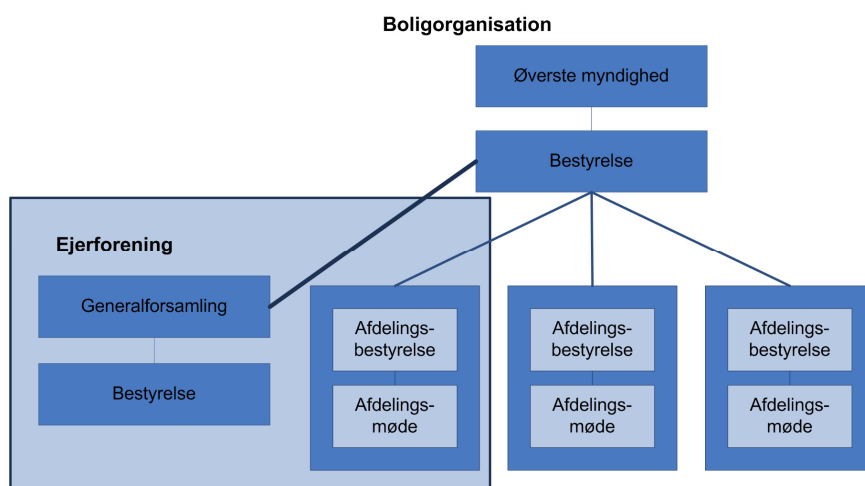 Boligorganisation
Øverste myndighed
Bestyrelse
Ejerforening
Generalforsamling
Bestyrelse
Afdelings-
bestyrelse
Afdelings-
møde
Afdelings-
bestyrelse
Afdelings-
møde
Afdelings-
bestyrelse
Afdelings-
møde